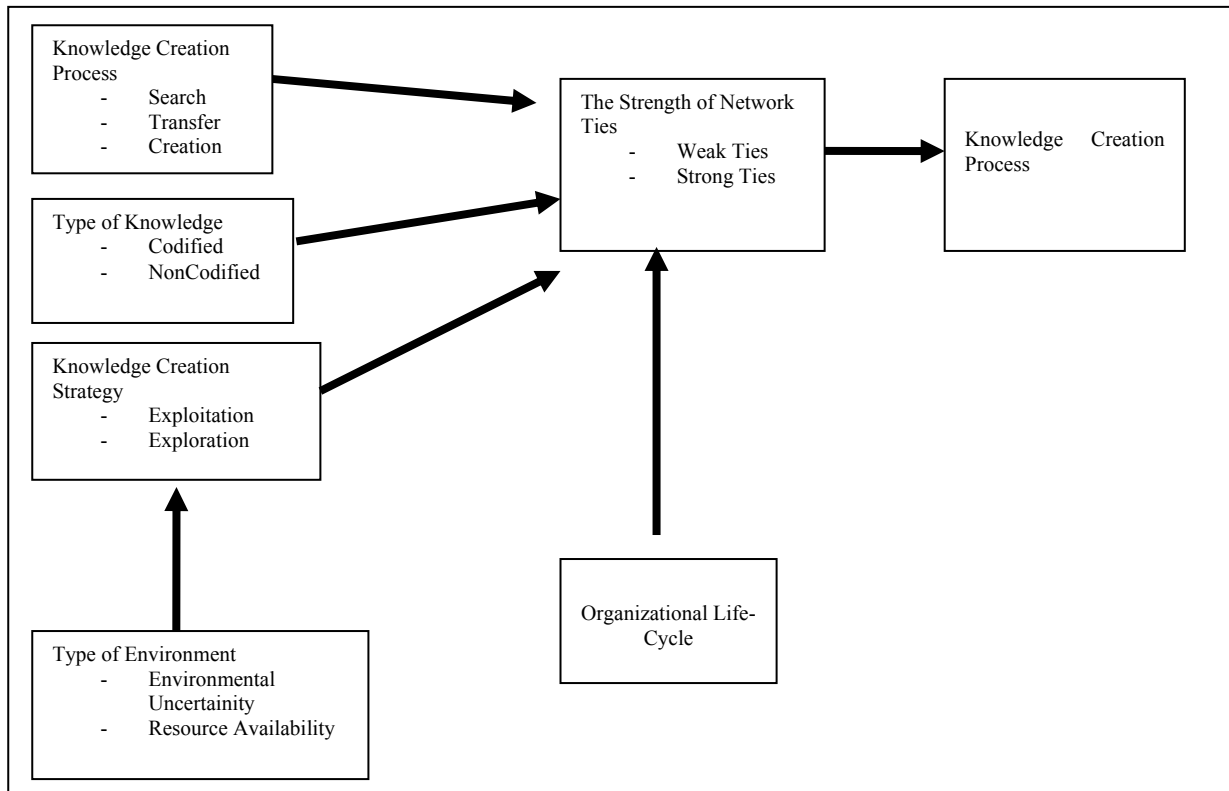 Knowledge Creation
Process
- Search
- Transfer
- Creation
The Strength of Network
Ties
- Weak Ties
- Strong Ties
Knowledge Creation
Process
Type of Knowledge
- Codified
- NonCodified
Knowledge Creation
Strategy
- Exploitation
- Exploration
Organizational Life-
Cycle
Type of Environment
- Environmental
Uncertainity
- Resource Availability